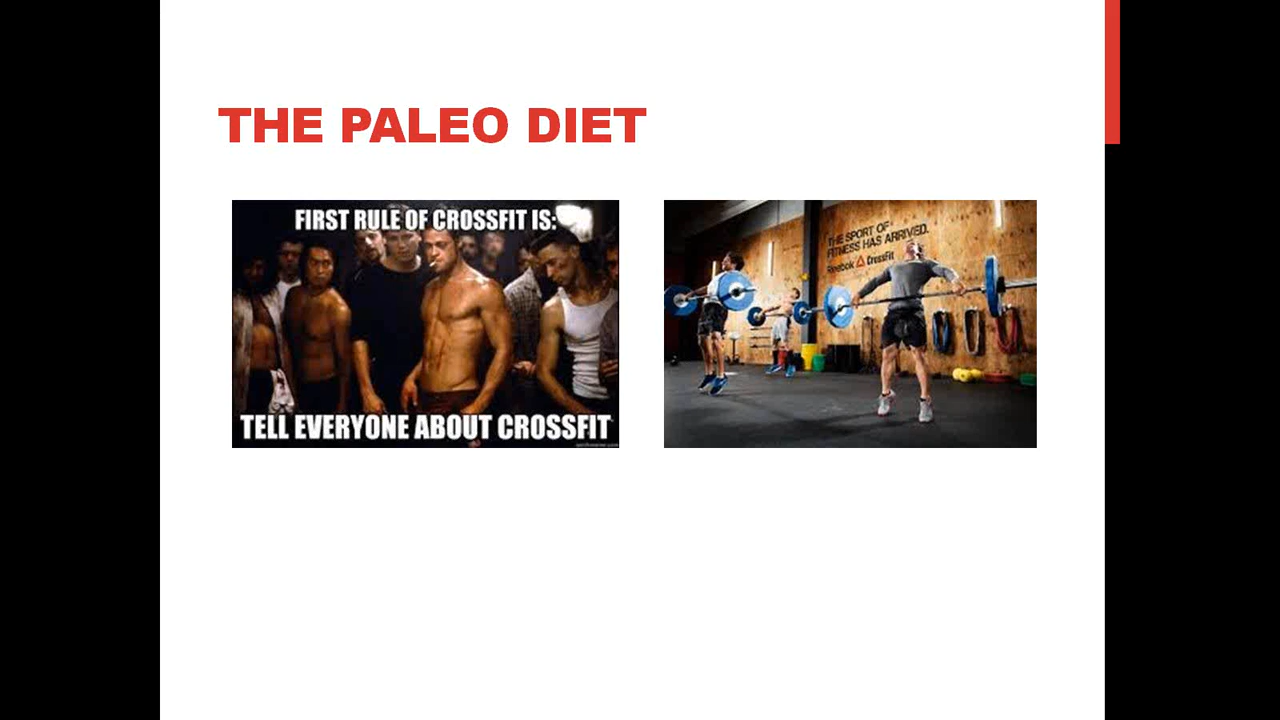 THE PALEO DIET
FIRST RULE OF CROSSFIT IS:
TELL EVERYONE ABOUT CROSSFIT
THE SPORT OF
FITNESS HAS ARRIVED.
Reebok CrossFit